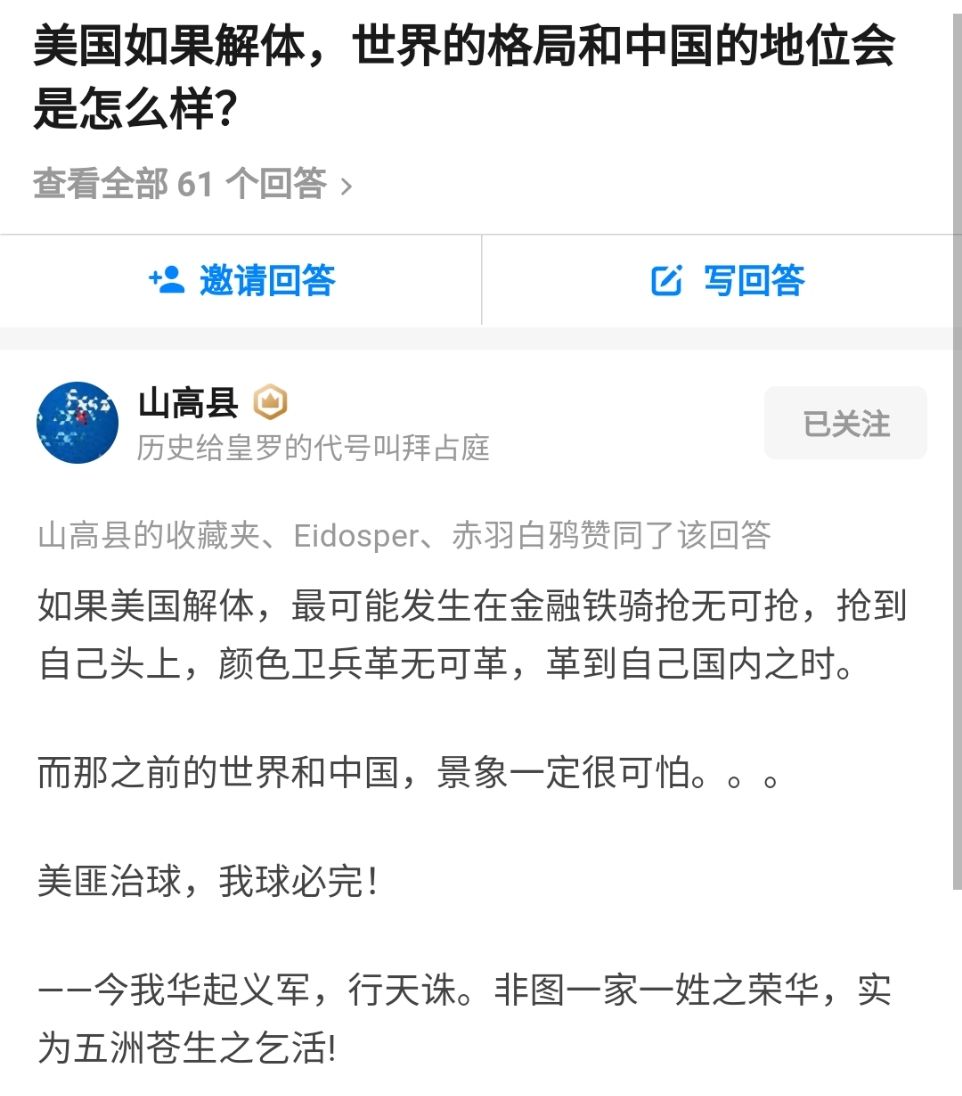 美国如果解体，世界的格局和中国的地位会
是怎么样？
查看全部 61 个回答 >
邀请回答
写回答
山高县
已关注
历史给皇罗的代号叫拜占庭
山高县的收藏夹、Eidosper、赤羽白鸦赞同了该回答
如果美国解体，最可能发生在金融铁骑抢无可抢，抢到
自己头上，颜色卫兵革无可革，革到自己国内之时。
而那之前的世界和中国，景象一定很可怕。。。
美匪治球，我球必完！
——今我华起义军，行天诛。非图一家一姓之荣华，实
为五洲苍生之乞活!